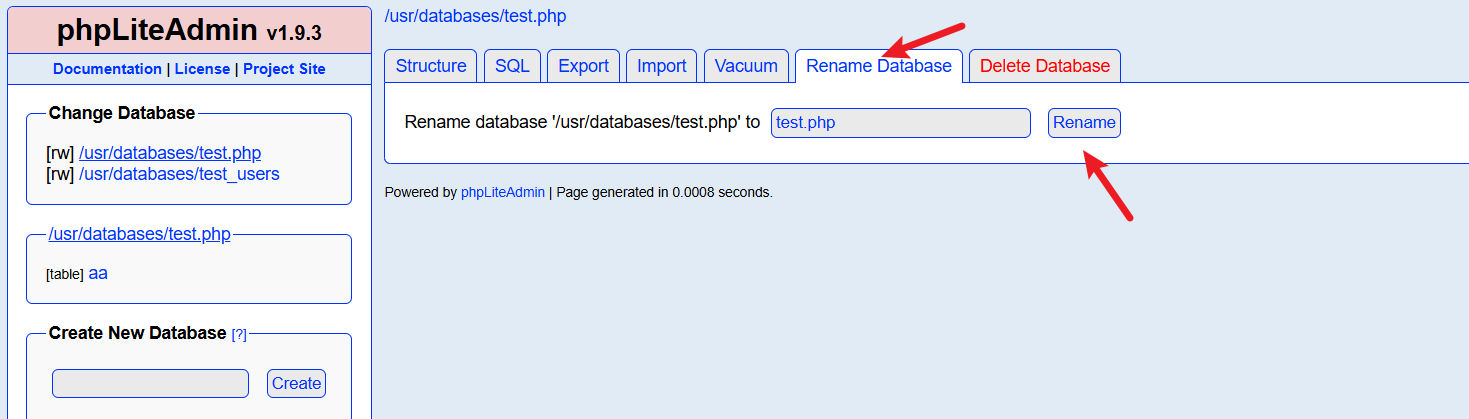 phpLiteAdmin v1.9.3
Documentation | License | Project Site
Change Database
[rw] /usr/databases/test.php
[rw] /usr/databases/test_users
/usr/databases/test.php
[table] aa
Create New Database [?]
Create
/usr/databases/test.php
Structure SQL Export Import Vacuum Rename Database Delete Database
Rename database '/usr/databases/test.php' to test.php Rename
Powered by phpLiteAdmin | Page generated in 0.0008 seconds.